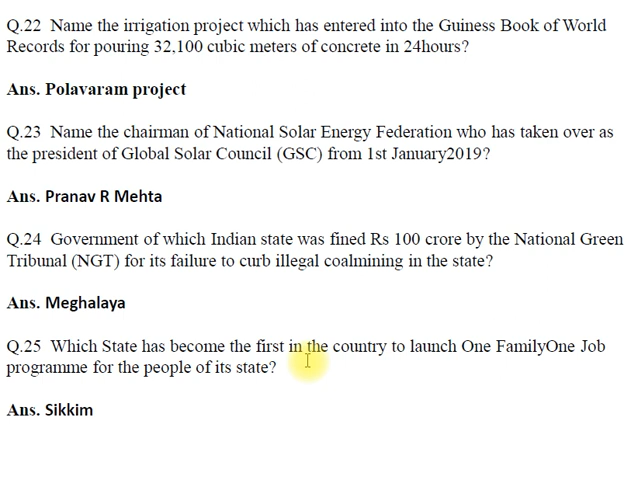 Q.22 Name the irrigation project which has entered into the Guiness Book of World
Records for pouring 32,100 cubic meters of concrete in 24hours?
Ans. Polavaram project
Q.23 Name the chairman of National Solar Energy Federation who has taken over as
the president of Global Solar Council (GSC) from 1st January2019?
Ans. Pranav R Mehta
Q.24 Government of which Indian state was fined Rs 100 crore by the National Green
Tribunal (NGT) for its failure to curb illegal coalmining in the state?
Ans. Meghalaya
Q.25 Which State has become the first in the country to launch One FamilyOne Job
programme for the people of its state?
Ans. Sikkim